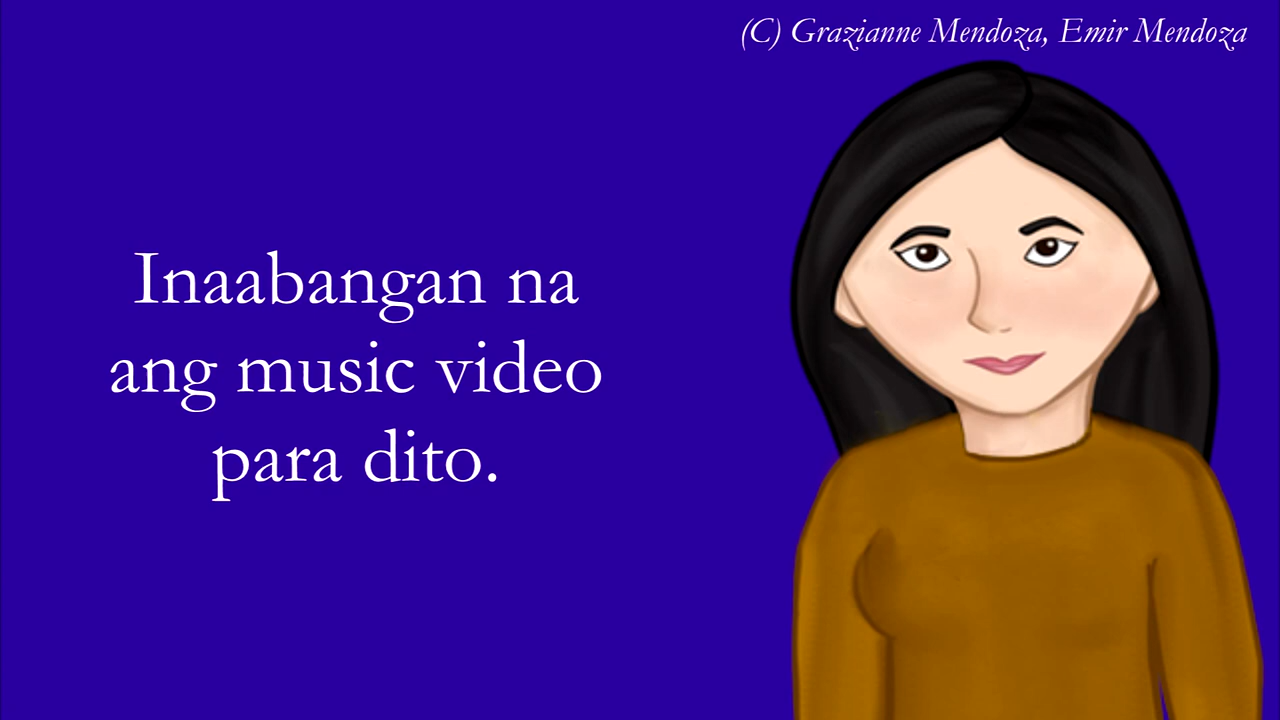 (C) Grazianne Mendoza, Emir Mendoza
Inaabangan na
ang music video
para dito.